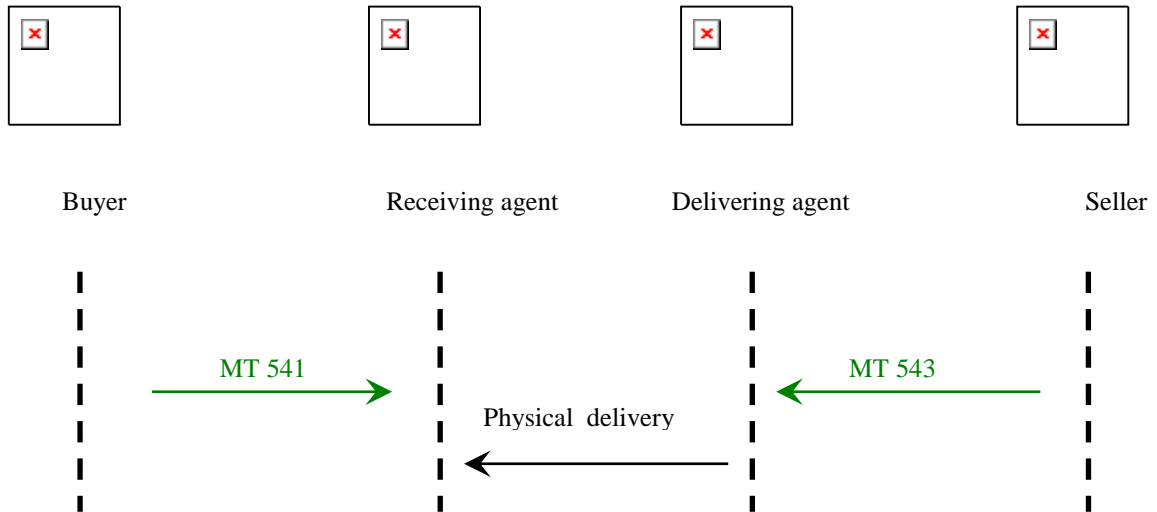 Buyer
Receiving agent
Delivering agent
Seller
MT 541
MT 543
Physical delivery